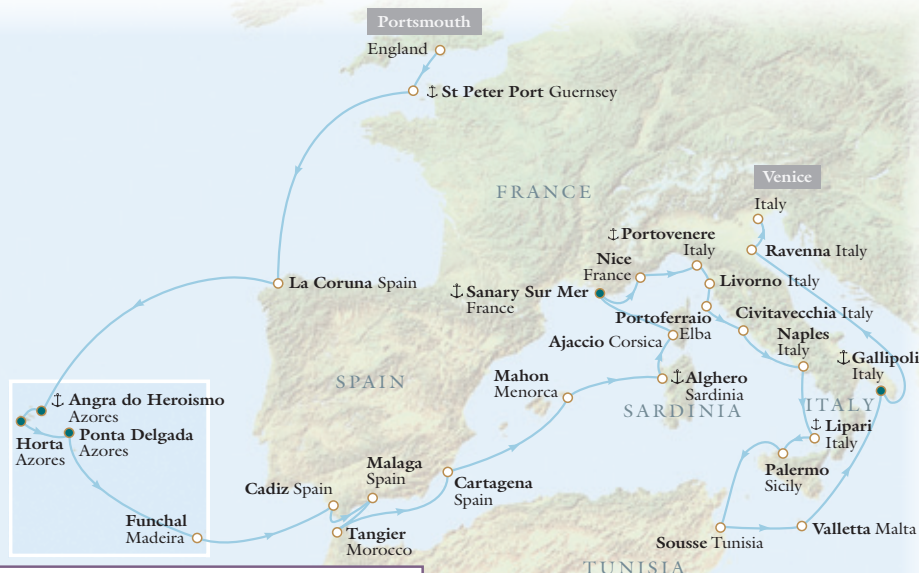 Portsmouth
England
⚓ St Peter Port Guernsey
FRANCE
Venice
Italy
Ravenna Italy
⚓ Portovenere
Italy
Nice
France
Livorno Italy
La Coruna Spain
⚓ Sanary Sur Mer
France
Portoferraio
Elba
Civitavecchia Italy
Ajaccio Corsica
Naples
Italy
⚓ Gallipoli
Italy
SPAIN
Mahon
Menorca
⚓ Alghero
Sardinia
SARDINIA
ITALY
⚓ Angra do Heroismo
Azores
Horta
Azores
Ponta Delgada
Azores
⚓ Lipari
Italy
Palermo
Sicily
Malaga
Spain
Cadiz Spain
Cartagena
Spain
Funchal
Madeira
Tangier
Morocco
Sousse Tunisia
Valletta Malta
TUNISIA